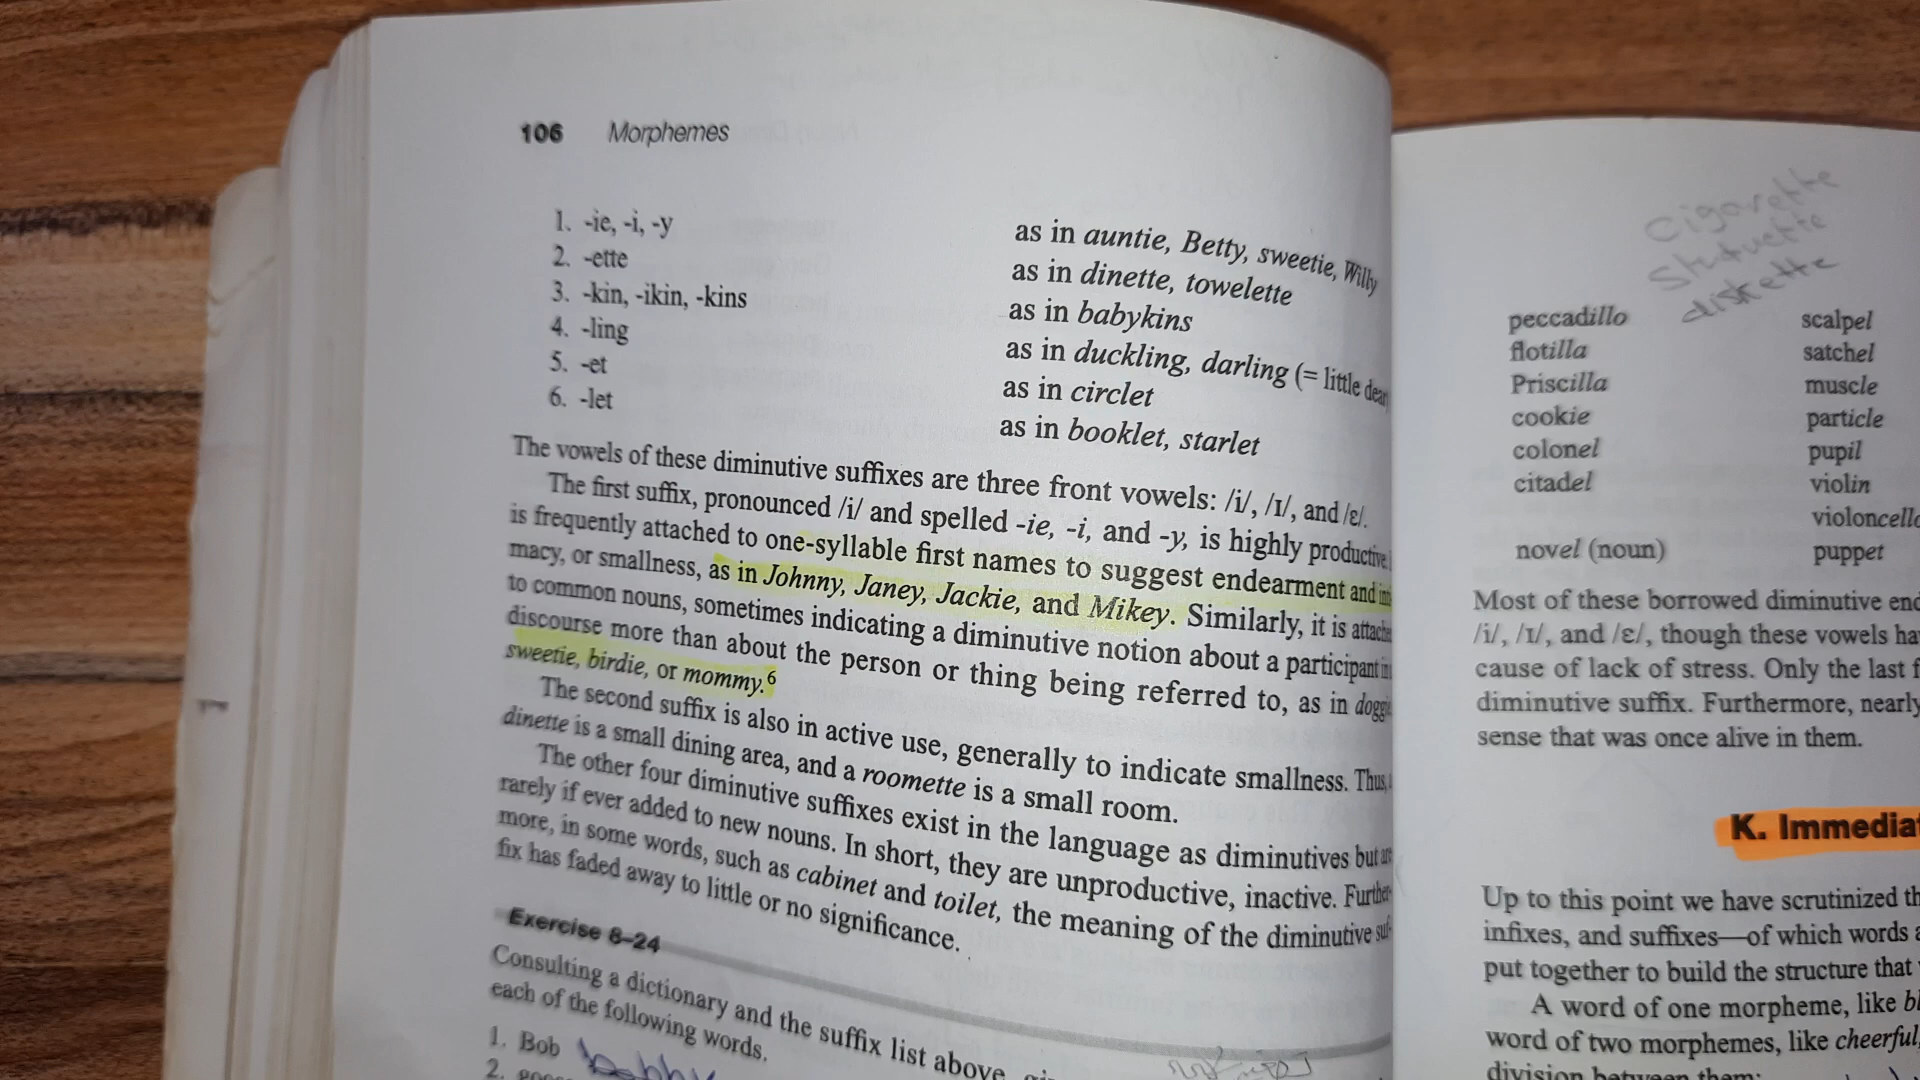 106 Morphemes
1. -ie, -i, -y as in auntie, Betty, sweetie, Willy
2. -ette as in dinette, towelette
3. -kin, -ikin, -kins as in babykins
4. -ling as in duckling, darling (= little dear
5. -et as in circlet
6. -let as in booklet, starlet
The vowels of these diminutive suffixes are three front vowels: /i/, /ɪ/, and /ɛ/.
The first suffix, pronounced /i/ and spelled -ie, -i, and -y, is highly productive.
is frequently attached to one-syllable first names to suggest endearment and
macy, or smallness, as in Johnny, Janey, Jackie, and Mikey. Similarly, it is
to common nouns, sometimes indicating a diminutive notion about a participant
discourse more than about the person or thing being referred to, as in
sweetie, birdie, or mommy.6
The second suffix is also in active use, generally to indicate smallness. Thus,
dinette is a small dining area, and a roomette is a small room.
The other four diminutive suffixes exist in the language as diminutives but
rarely if ever added to new nouns. In short, they are unproductive, inactive. Further-
more, in some words, such as cabinet and toilet, the meaning of the diminutive suf-
fix has faded away to little or no significance.
Exercise 8-24
Consulting a dictionary and the suffix list above,
each of the following words.
1. Bob bobby
2.
Cigarette
Statuette
diskette
peccadillo scalpel
flotilla satchel
Priscilla muscle
cookie particle
colonel pupil
citadel violin
violoncello
novel (noun) puppet
Most of these borrowed diminutive
/i/, /ɪ/, and /ɛ/, though these vowels
cause of lack of stress. Only the last
diminutive suffix. Furthermore, nearly
sense that was once alive in them.
K.
Up to this point we have scrutinized
infixes, and suffixes—of which words
put together to build the structure that
A word of one morpheme, like
word of two morphemes, like cheerful,
division between them: